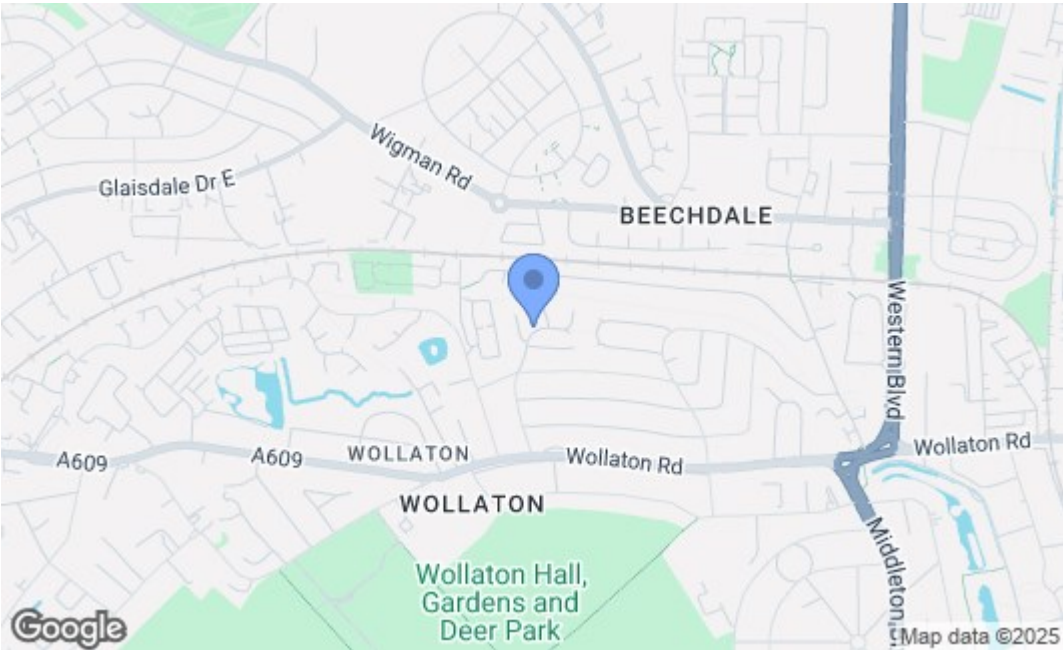 Wigman Rd
Glaisdale Dr E
BEECHDALE
Western Blvd
A609
A609
WOLLATON
Wollaton Rd
Wollaton Rd
WOLLATON
Middleton
Wollaton Hall,
Gardens and
Deer Park
Google
Map data ©2025